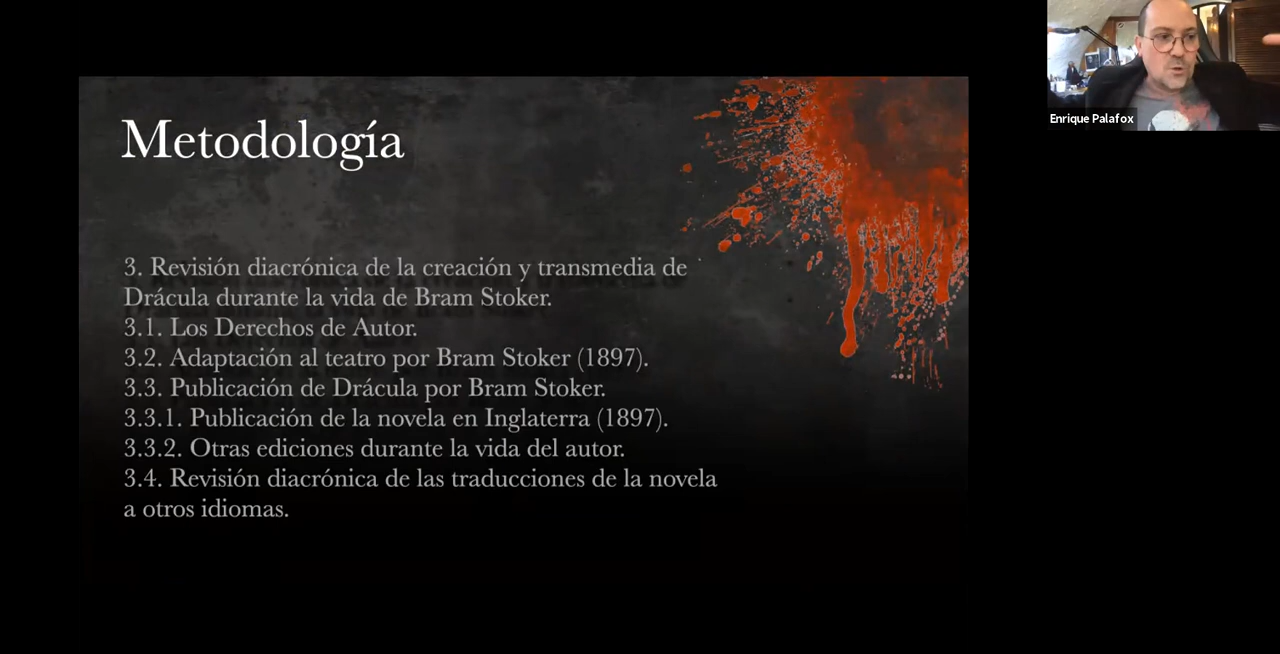 Metodología
3. Revisión diacrónica de la creación y transmedia de
Drácula durante la vida de Bram Stoker.
3.1. Los Derechos de Autor.
3.2. Adaptación al teatro por Bram Stoker (1897).
3.3. Publicación de Drácula por Bram Stoker.
3.3.1. Publicación de la novela en Inglaterra (1897).
3.3.2. Otras ediciones durante la vida del autor.
3.4. Revisión diacrónica de las traducciones de la novela
a otros idiomas.
Enrique Palafox